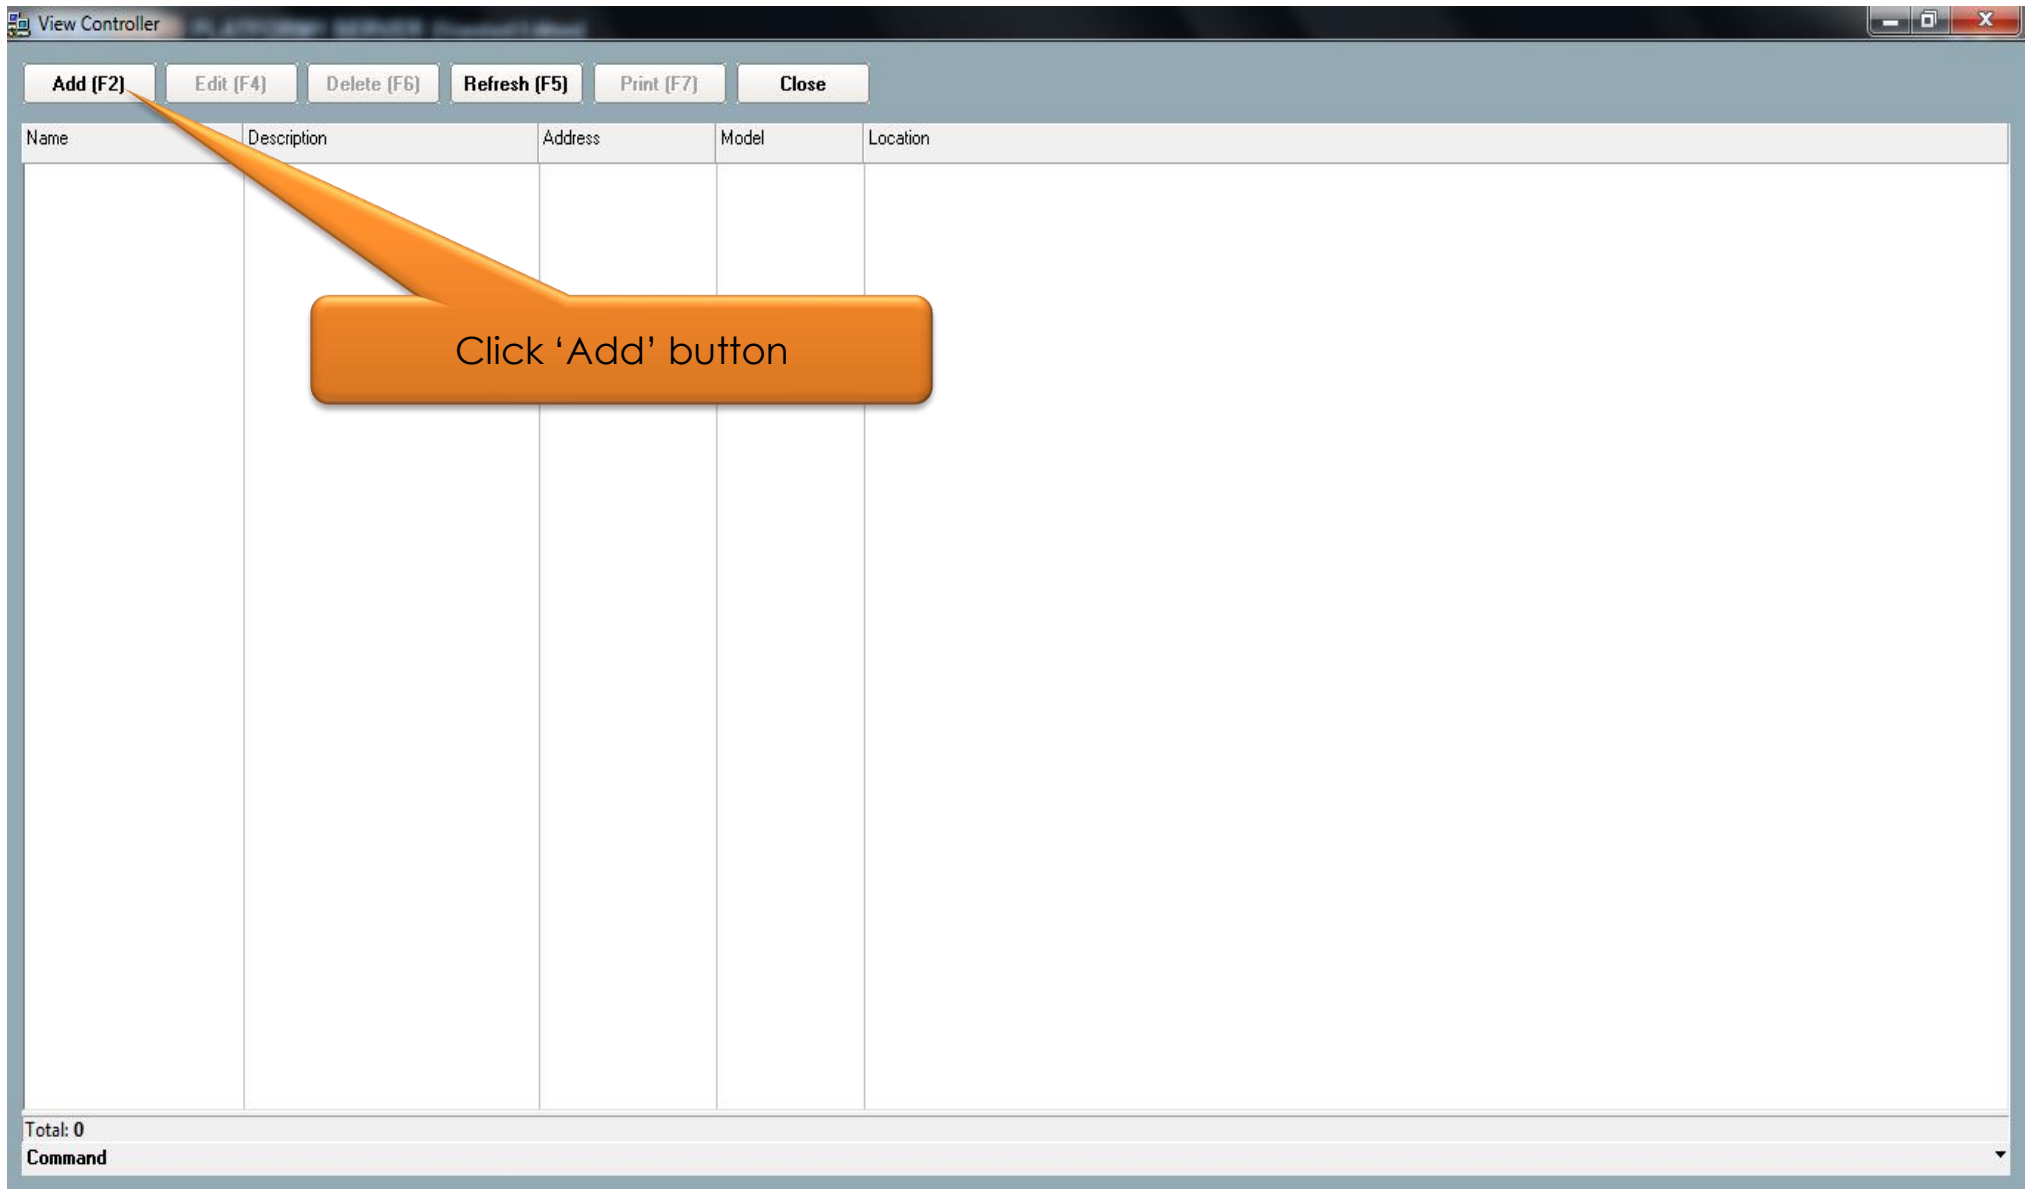 View Controller
Add (F2) Edit (F4) Delete (F6) Refresh (F5) Print (F7) Close
Name Description Address Model Location
Click ‘Add’ button
Total: 0
Command